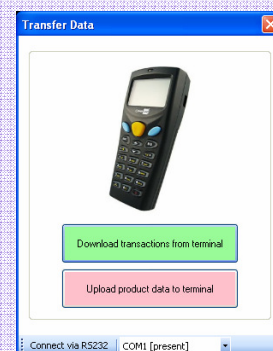 Transfer Data
Download transactions from terminal
Upload product data to terminal
Connect via RS232 COM1 [present]